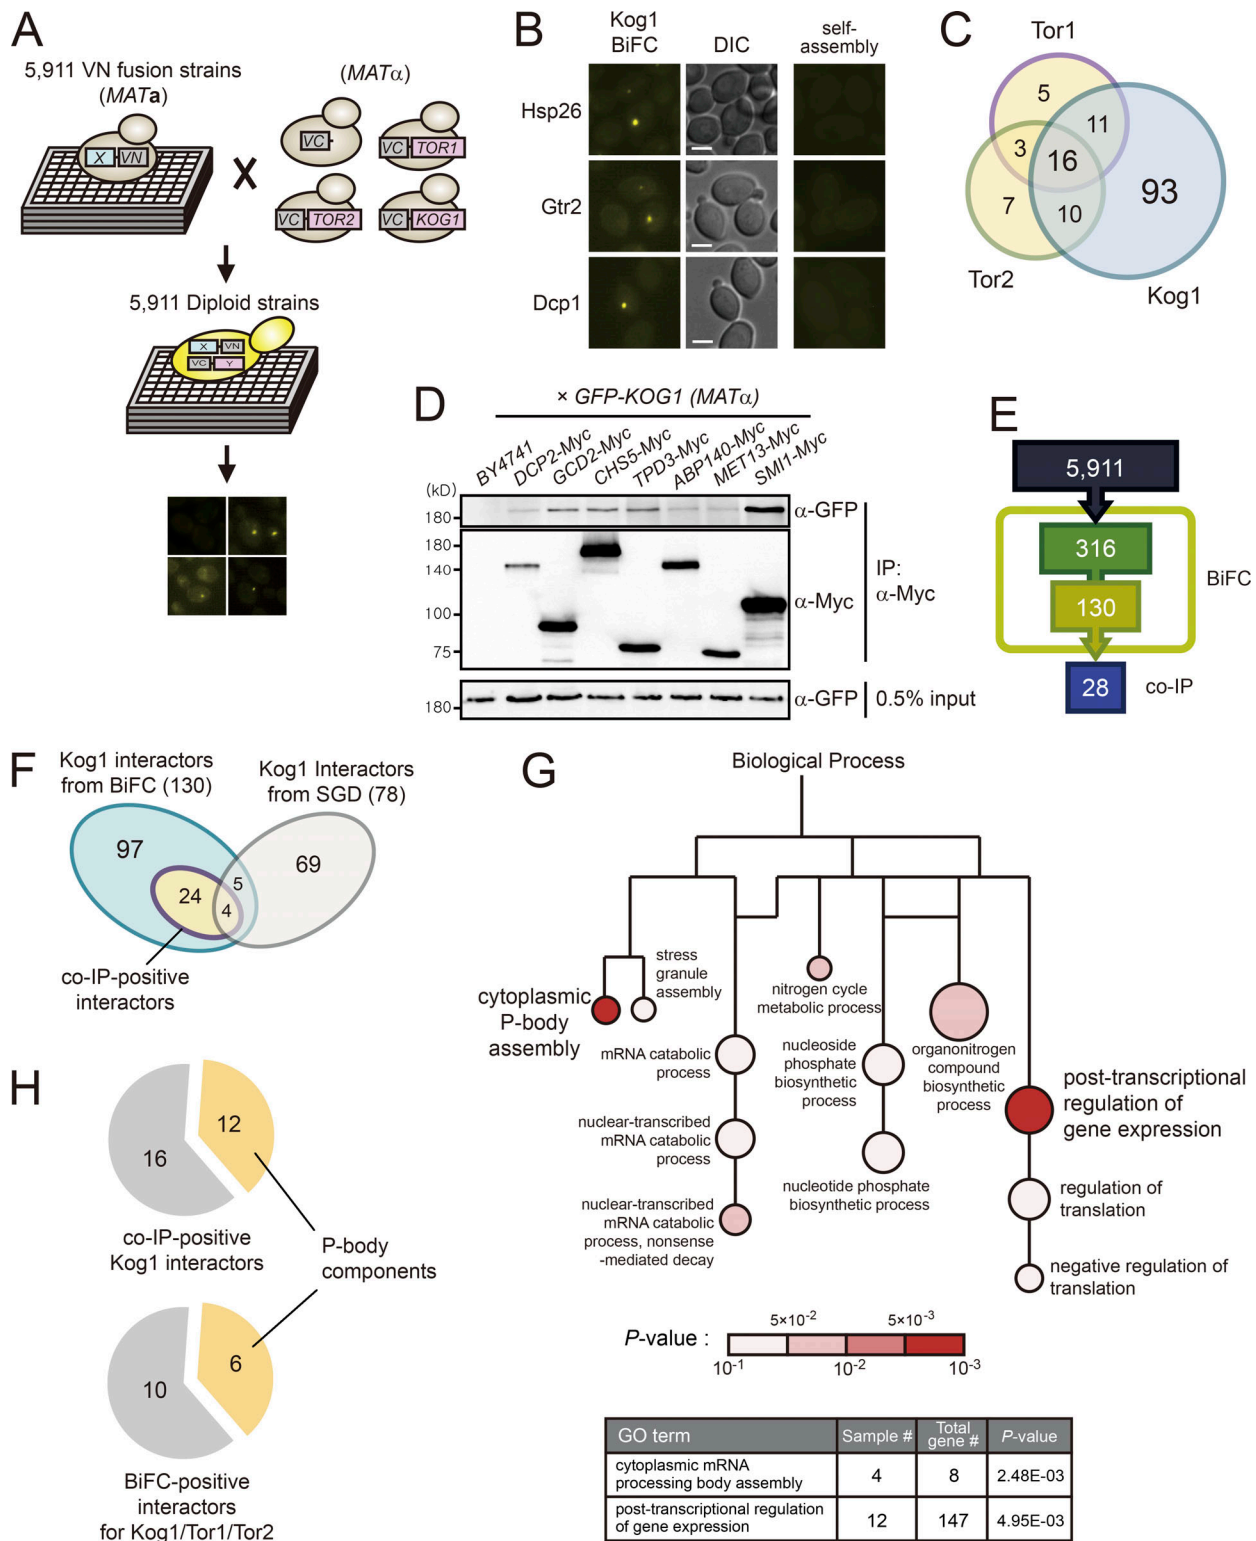 A
5,911 VN fusion strains
(MATa)
(MATα)
X
VN
VC
VC
TOR1
VC
TOR2
VC
KOG1
X
5,911 Diploid strains
X
VN
VC
Y
B
Kog1
BiFC
DIC
self-
assembly
Hsp26
Gtr2
Dcp1
C
Tor1
5
11
3
16
93
7
10
Tor2
Kog1
D
× GFP-KOG1 (MATα)
BY4741
DCP2-Myc
GCD2-Myc
CHS5-Myc
TPD3-Myc
ABP140-Myc
MET13-Myc
SMI1-Myc
(kD)
180
α-GFP
180
140
100
75
α-Myc
IP:
α-Myc
180
α-GFP
0.5% input
E
5,911
316
130
BiFC
28
co-IP
F
Kog1 interactors
from BiFC (130)
Kog1 Interactors
from SGD (78)
97
69
24
5
4
co-IP-positive
interactors
G
Biological Process
stress
granule
assembly
cytoplasmic
P-body
assembly
nitrogen cycle
metabolic process
mRNA catabolic
process
nucleoside
phosphate
biosynthetic
process
organonitrogen
compound
biosynthetic
process
post-transcriptional
regulation of
gene expression
nuclear-transcribed
mRNA catabolic
process
nucleotide phosphate
biosynthetic process
regulation of
translation
nuclear-transcribed
mRNA catabolic
process, nonsense
-mediated decay
negative regulation of
translation
P-value :
5×10-2
5×10-3
10-1
10-2
10-3
GO term Sample # Total gene # P-value
cytoplasmic mRNA
processing body assembly 4 8 2.48E-03
post-transcriptional regulation
of gene expression 12 147 4.95E-03
H
12
16
co-IP-positive
Kog1 interactors
P-body
components
6
10
BiFC-positive
interactors
for Kog1/Tor1/Tor2